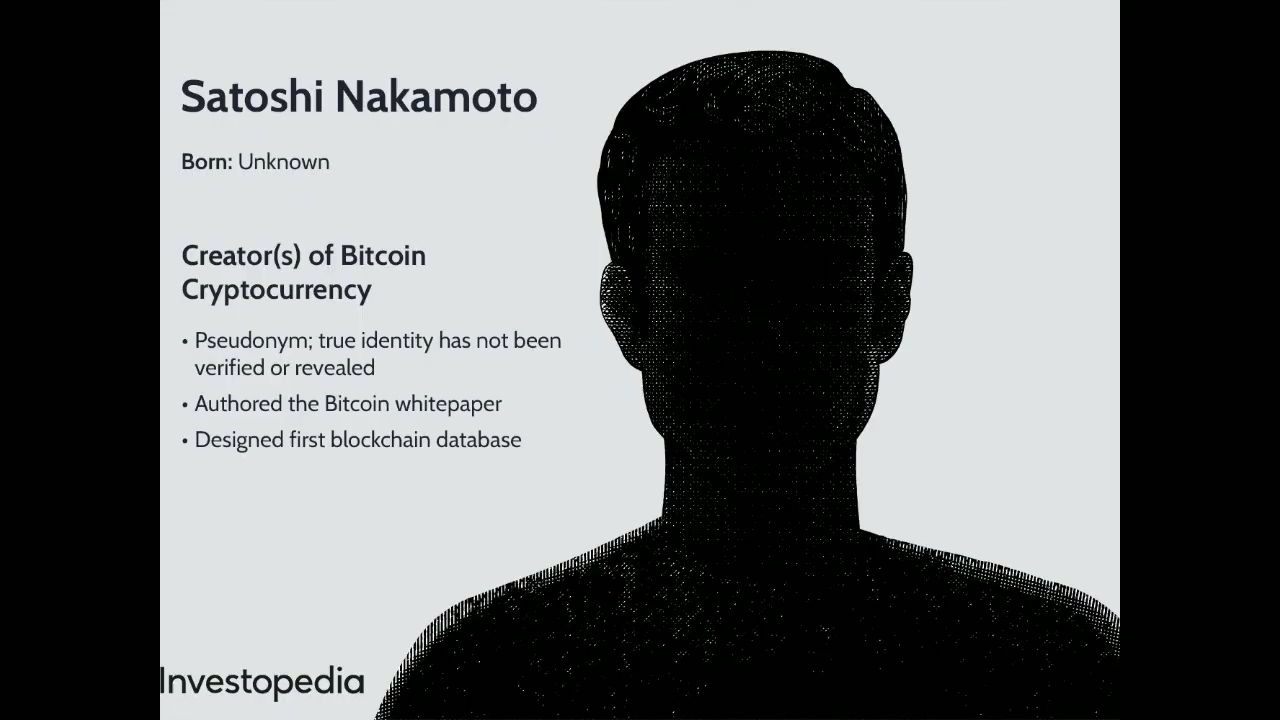 Satoshi Nakamoto
Born: Unknown
Creator(s) of Bitcoin
Cryptocurrency
• Pseudonym; true identity has not been
verified or revealed
• Authored the Bitcoin whitepaper
• Designed first blockchain database
Investopedia